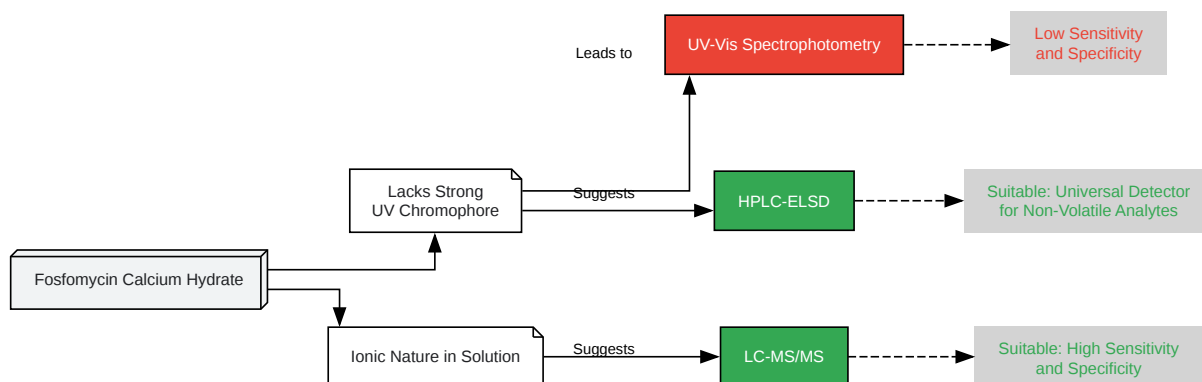 Leads to
UV-Vis Spectrophotometry
Low Sensitivity
and Specificity
Lacks Strong
UV Chromophore
Suggests
HPLC-ELSD
Suitable: Universal Detector
for Non-Volatile Analytes
Fosfomycin Calcium Hydrate
Ionic Nature in Solution
Suggests
LC-MS/MS
Suitable: High Sensitivity
and Specificity